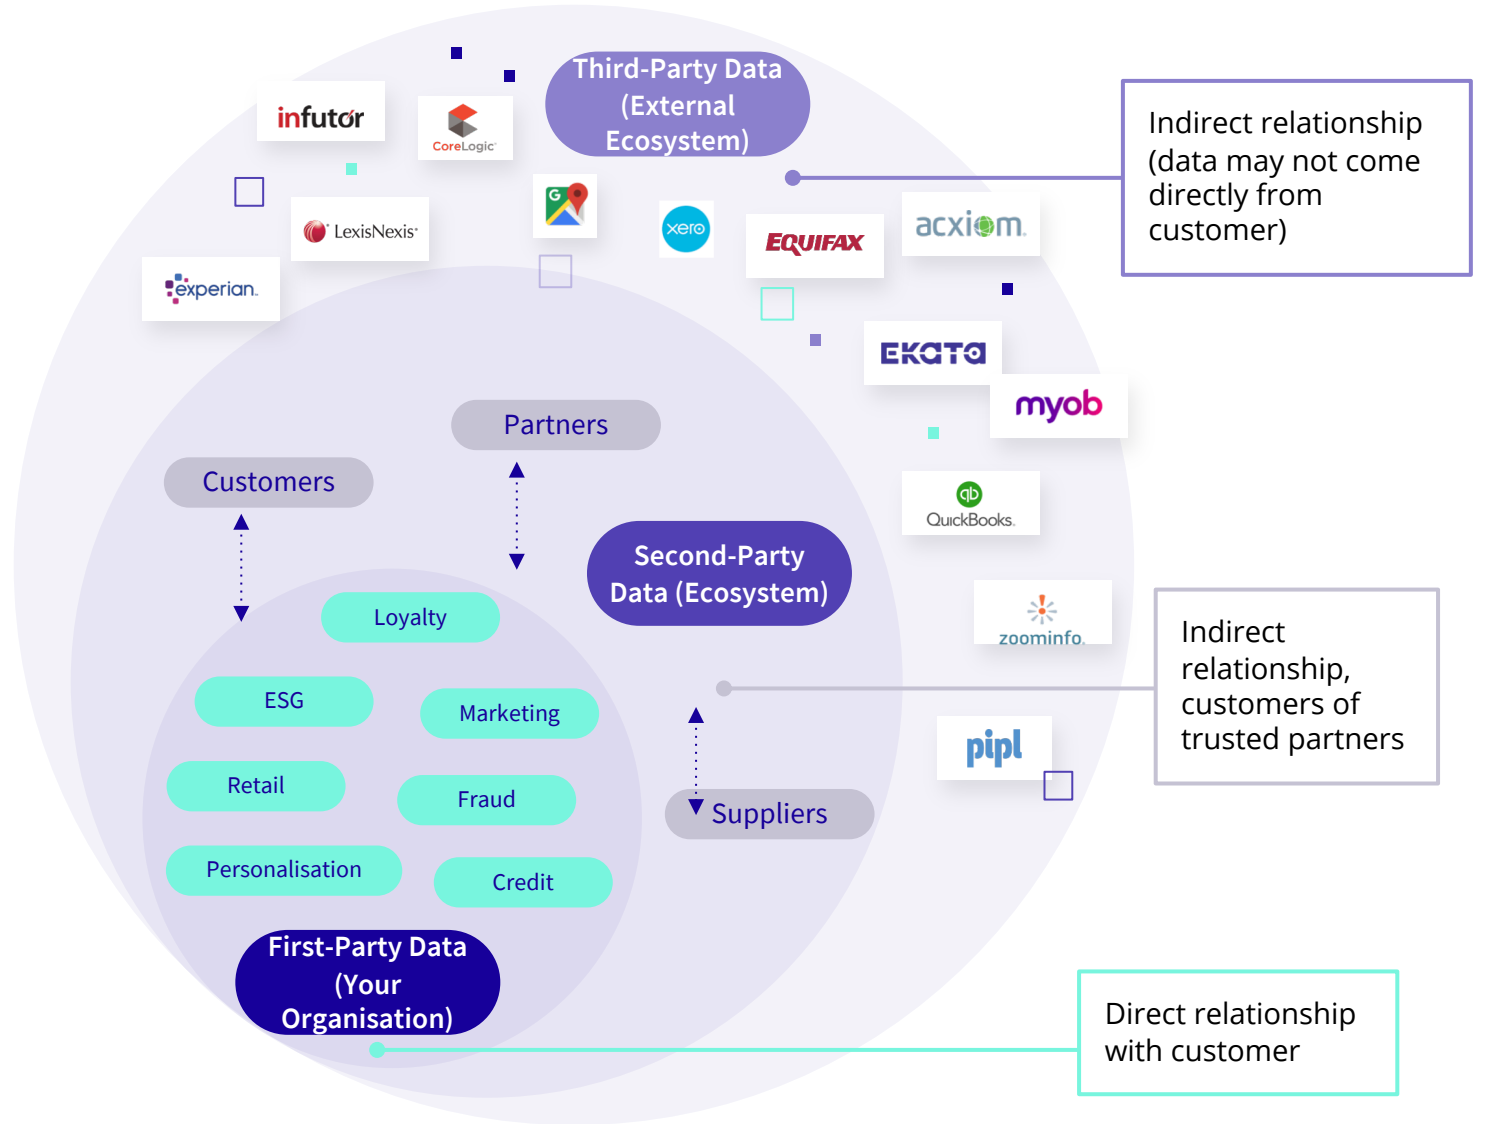 Third-Party Data
(External
Ecosystem)
infutor
CoreLogic
Indirect relationship
(data may not come
directly from
customer)
G
LexisNexis
xero
EQUIFAX
acxiom.
experian.
EKATA
myob
Partners
Customers
qb
QuickBooks.
Second-Party
Data (Ecosystem)
Loyalty
zoominfo.
Indirect
relationship,
customers of
trusted partners
ESG
Marketing
pipl
Retail
Fraud
Suppliers
Personalisation
Credit
First-Party Data
(Your
Organisation)
Direct relationship
with customer